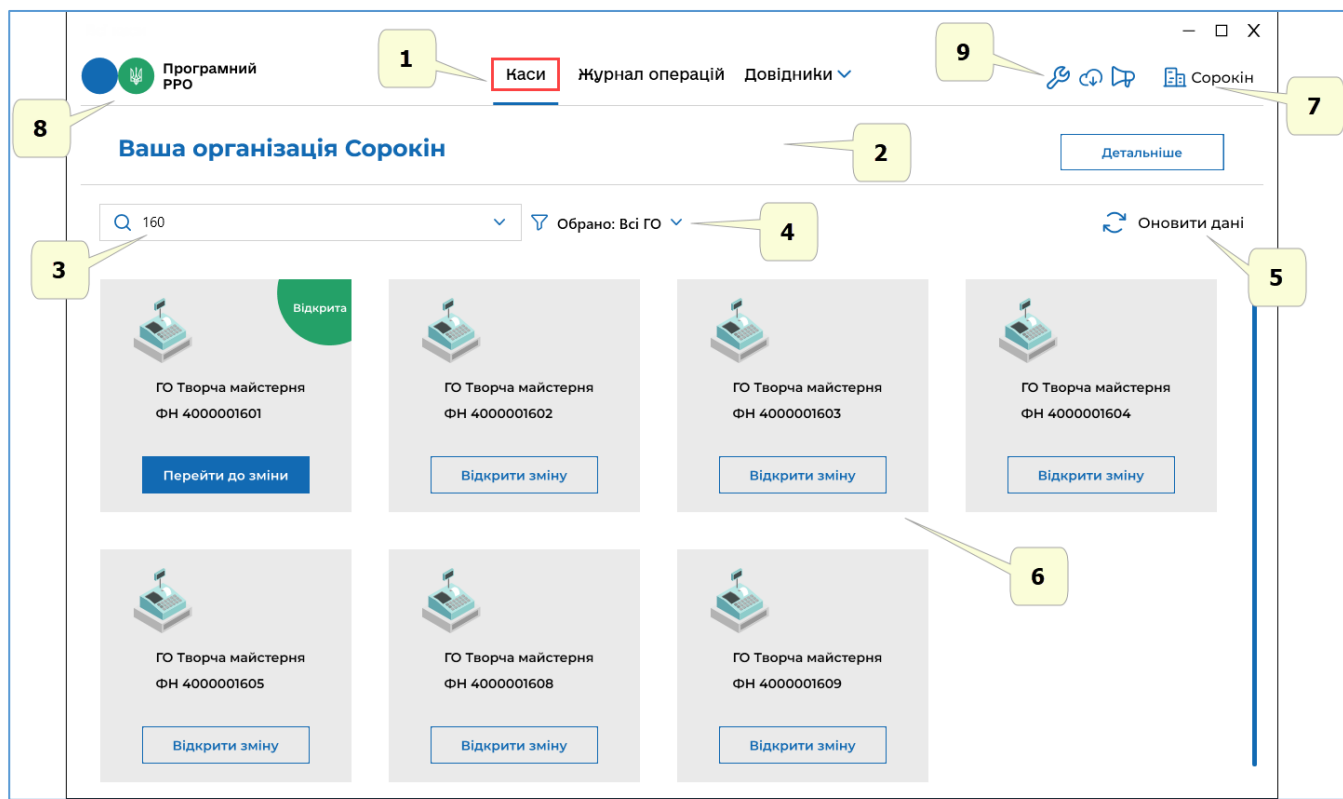 1
9
Програмний
РРО
Каси
Журнал операцій
Довідники
Сорокін
7
8
Ваша організація Сорокін
2
Детальніше
160
Обрано: Всі ГО
4
Оновити дані
3
5
Відкрита
ГО Творча майстерня
ФН 4000001601
Перейти до зміни
ГО Творча майстерня
ФН 4000001602
Відкрити зміну
ГО Творча майстерня
ФН 4000001603
Відкрити зміну
ГО Творча майстерня
ФН 4000001604
Відкрити зміну
6
ГО Творча майстерня
ФН 4000001605
Відкрити зміну
ГО Творча майстерня
ФН 4000001608
Відкрити зміну
ГО Творча майстерня
ФН 4000001609
Відкрити зміну